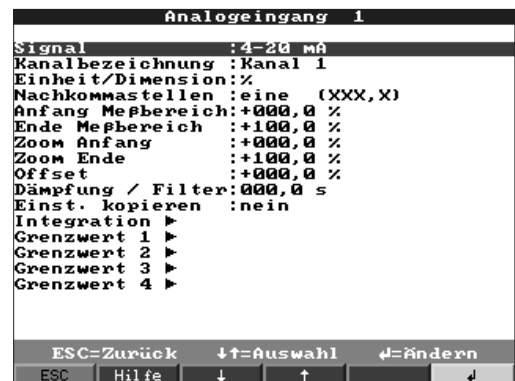 Analogeingang 1
Signal :4-20 mA
Kanalbezeichnung :Kanal 1
Einheit/Dimension:%
Nachkommastellen :eine (XXX,X)
Anfang Meßbereich:+000,0 %
Ende Meßbereich :+100,0 %
Zoom Anfang :+000,0 %
Zoom Ende :+100,0 %
Offset :+000,0 %
Dämpfung / Filter:000,0 s
Einst. kopieren :nein
Integration ►
Grenzwert 1 ►
Grenzwert 2 ►
Grenzwert 3 ►
Grenzwert 4 ►
ESC=Zurück ↓↑=Auswahl ↲=Ändern
ESC Hilfe ↓ ↑ ↲